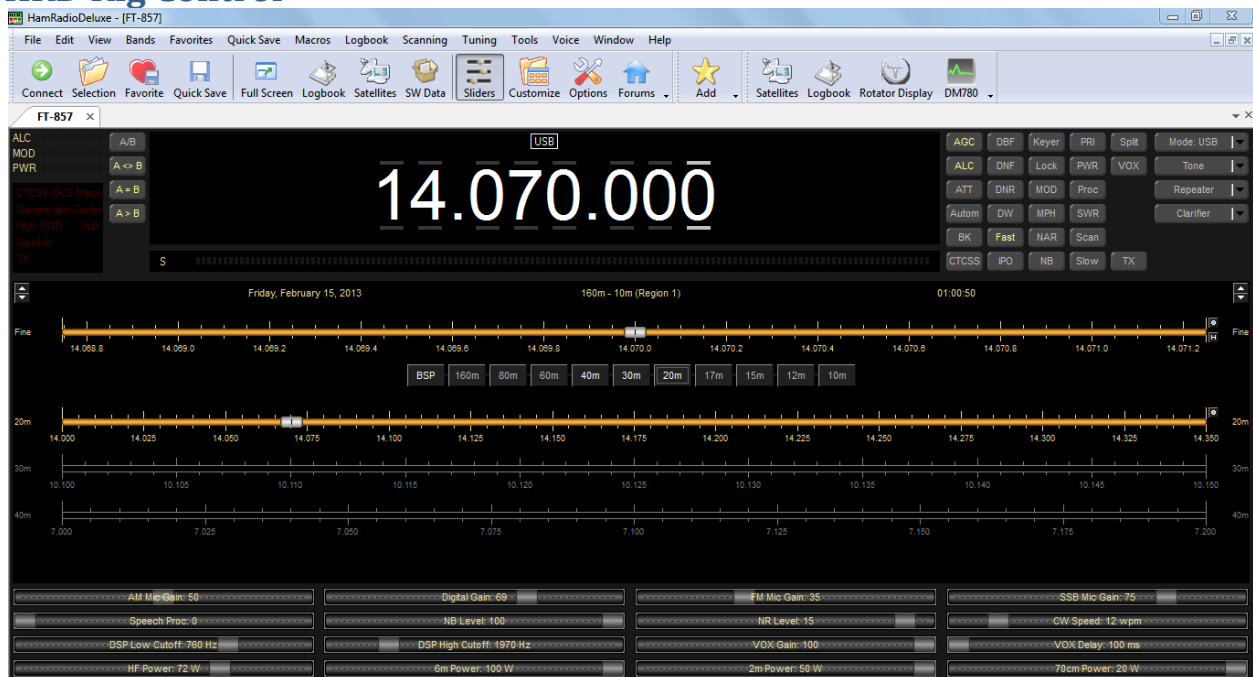 HamRadioDeluxe - [FT-857]
File Edit View Bands Favorites Quick Save Macros Logbook Scanning Tuning Tools Voice Window Help
Connect Selection Favorite Quick Save Full Screen Logbook Satellites SW Data Sliders Customize Options Forums Add Satellites Logbook Rotator Display DM780
FT-857 ×
ALC A/B USB AGC DBF Keyer PRI Split Mode: USB
MOD
PWR A <> B 14.070.000 ALC DNF Lock PWR VOX Tone
CTCSS/DCS Match A = B ATT DNR MOD Proc Repeater
Discriminator Center A > B Autom DW MPH SWR Clarifier
High SWR Split
Squelch BK Fast NAR Scan
TX S CTCSS IPO NB Slow TX
Friday, February 15, 2013 160m - 10m (Region 1) 01:00:50
Fine Fine
14.068.8 14.069.0 14.069.2 14.069.4 14.069.6 14.069.8 14.070.0 14.070.2 14.070.4 14.070.6 14.070.8 14.071.0 14.071.2
BSP 160m 80m 60m 40m 30m 20m 17m 15m 12m 10m
20m 20m
14.000 14.025 14.050 14.075 14.100 14.125 14.150 14.175 14.200 14.225 14.250 14.275 14.300 14.325 14.350
30m 30m
10.100 10.105 10.110 10.115 10.120 10.125 10.130 10.135 10.140 10.145 10.150
40m 40m
7.000 7.025 7.050 7.075 7.100 7.125 7.150 7.175 7.200
AM Mic Gain: 50 Digital Gain: 69 FM Mic Gain: 35 SSB Mic Gain: 75
Speech Proc: 0 NB Level: 100 NR Level: 15 CW Speed: 12 wpm
DSP Low Cutoff: 760 Hz DSP High Cutoff: 1970 Hz VOX Gain: 100 VOX Delay: 100 ms
HF Power: 72 W 6m Power: 100 W 2m Power: 50 W 70cm Power: 20 W